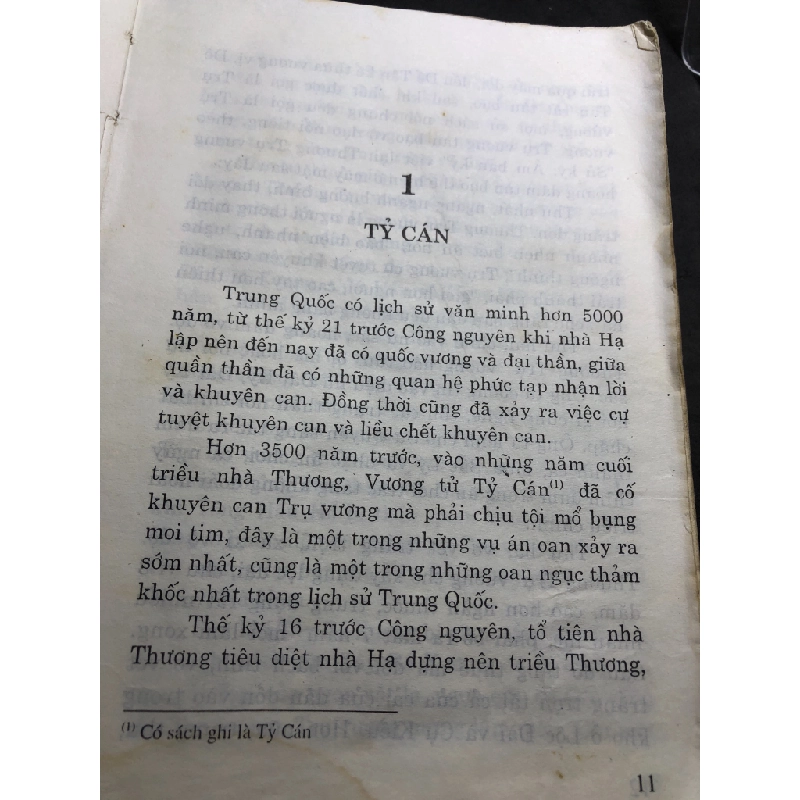 1
TỶ CÁN
Trung Quốc có lịch sử văn minh hơn 5000
năm, từ thế kỷ 21 trước Công nguyên khi nhà Hạ
lập nên đến nay đã có quốc vương và đại thần, giữa
quần thần đã có những quan hệ phức tạp nhận lời
và khuyên can. Đồng thời cũng đã xảy ra việc cự
tuyệt khuyên can và liều chết khuyên can.
Hơn 3500 năm trước, vào những năm cuối
triều nhà Thương, Vương tử Tỷ Cán(1) đã cố
khuyên can Trụ vương mà phải chịu tội mổ bụng
moi tim, đây là một trong những vụ án oan xảy ra
sớm nhất, cũng là một trong những oan ngục thảm
khốc nhất trong lịch sử Trung Quốc.
Thế kỷ 16 trước Công nguyên, tổ tiên nhà
Thương tiêu diệt nhà Hạ dựng nên triều Thương,
(1) Có sách ghi là Tỷ Cán
11